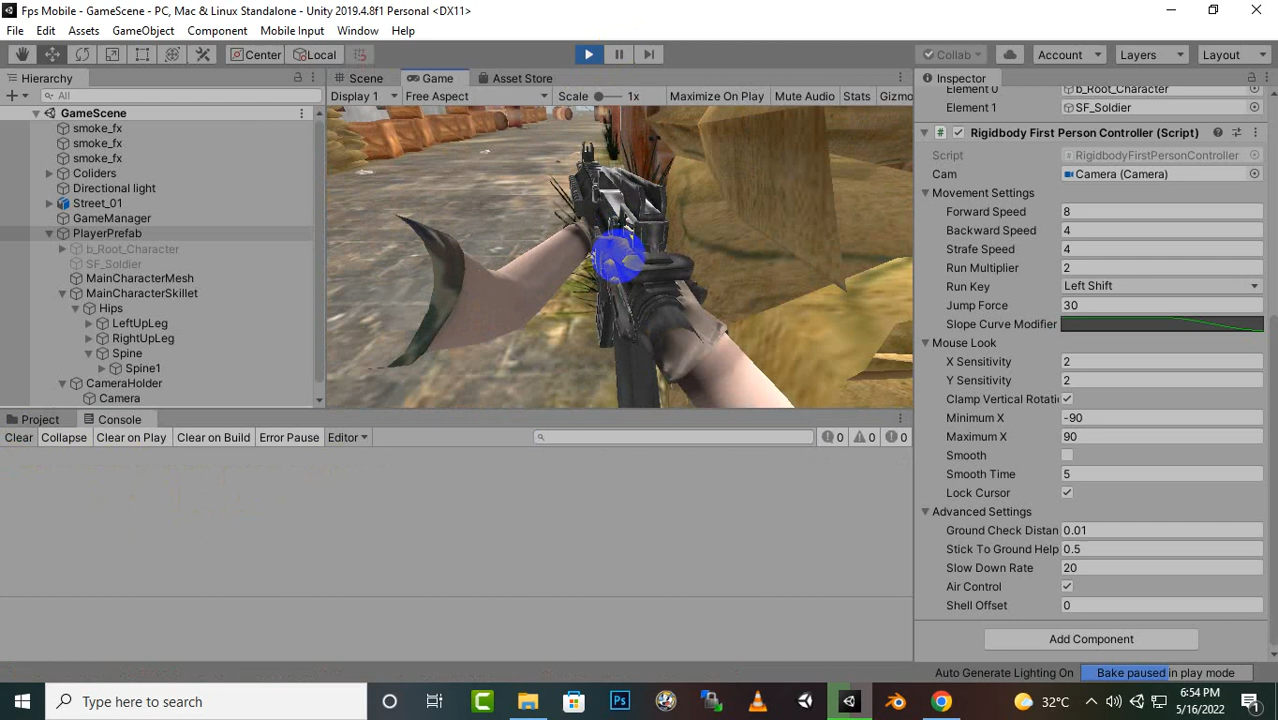 Fps Mobile - GameScene - PC, Mac & Linux Standalone - Unity 2019.4.8f1 Personal <DX11>
File Edit Assets GameObject Component Mobile Input Window Help
Center Local Collab Account Layers Layout
Hierarchy Scene Game Asset Store Inspector
All Display 1 Free Aspect Scale 1x Maximize On Play Mute Audio Stats Gizmo
Element 0 b_Root_Character
Element 1 SF_Soldier
GameScene
smoke_fx
smoke_fx
smoke_fx
Coliders
Directional light
Street_01
GameManager
PlayerPrefab
b_Root_Character
SF_Soldier
MainCharacterMesh
MainCharacterSkillet
Hips
LeftUpLeg
RightUpLeg
Spine
Spine1
CameraHolder
Camera
Rigidbody First Person Controller (Script)
Script RigidbodyFirstPersonController
Cam Camera (Camera)
Movement Settings
Forward Speed 8
Backward Speed 4
Strafe Speed 4
Run Multiplier 2
Run Key Left Shift
Jump Force 30
Slope Curve Modifier
Mouse Look
X Sensitivity 2
Y Sensitivity 2
Clamp Vertical Rotati
Minimum X -90
Maximum X 90
Smooth
Smooth Time 5
Lock Cursor
Advanced Settings
Ground Check Distan 0.01
Stick To Ground Help 0.5
Slow Down Rate 20
Air Control
Shell Offset 0
Add Component
Project Console
Clear Collapse Clear on Play Clear on Build Error Pause Editor 0 0 0
Auto Generate Lighting On Bake paused in play mode
Type here to search
Ps
32°C
6:54 PM
5/16/2022
1